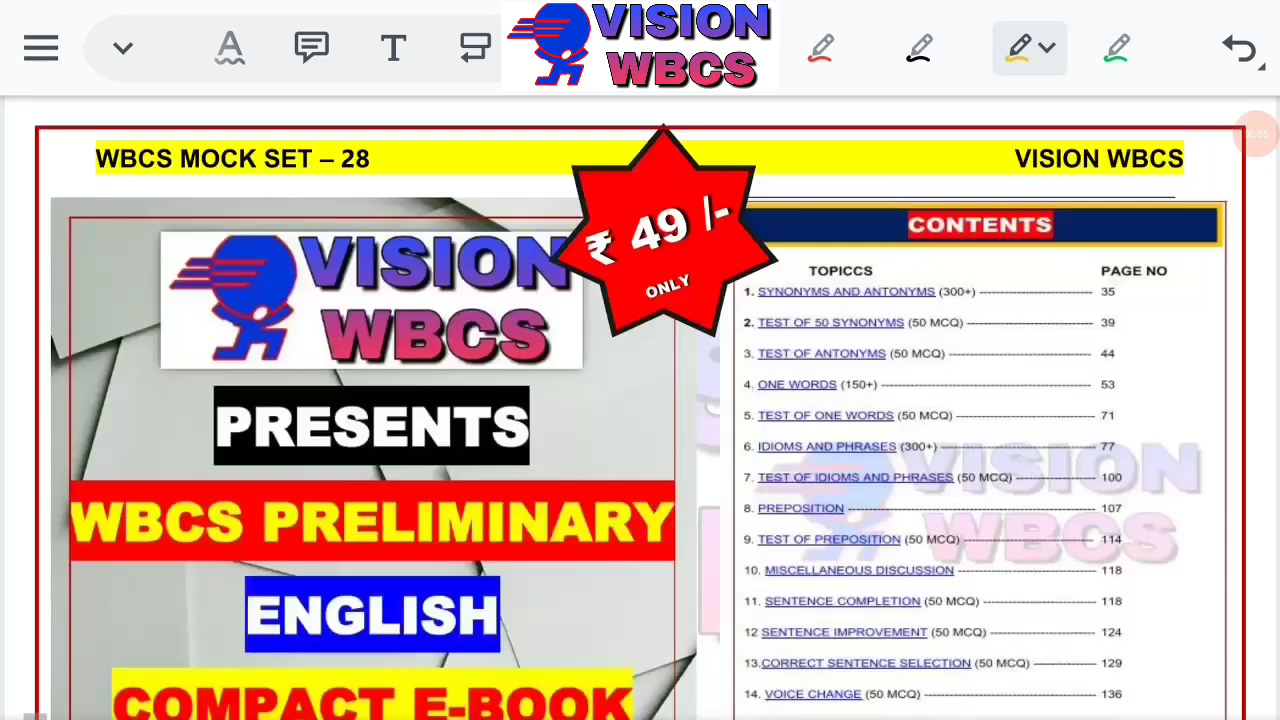 VISION
WBCS
00:55
WBCS MOCK SET – 28
VISION WBCS
₹ 49 /-
ONLY
VISION
WBCS
PRESENTS
WBCS PRELIMINARY
ENGLISH
COMPACT E-BOOK
CONTENTS
TOPICCS PAGE NO
1. SYNONYMS AND ANTONYMS (300+) ------------------------ 35
2. TEST OF 50 SYNONYMS (50 MCQ) --------------------------- 39
3. TEST OF ANTONYMS (50 MCQ) ------------------------------ 44
4. ONE WORDS (150+) --------------------------------------------- 53
5. TEST OF ONE WORDS (50 MCQ) ----------------------------- 71
6. IDIOMS AND PHRASES (300+) -------------------------------- 77
7. TEST OF IDIOMS AND PHRASES (50 MCQ) ----------------- 100
8. PREPOSITION ---------------------------------------------------- 107
9. TEST OF PREPOSITION (50 MCQ) --------------------------- 114
10. MISCELLANEOUS DISCUSSION ----------------------------- 118
11. SENTENCE COMPLETION (50 MCQ) ----------------------- 118
12 SENTENCE IMPROVEMENT (50 MCQ) ---------------------- 124
13.CORRECT SENTENCE SELECTION (50 MCQ) ------------- 129
14. VOICE CHANGE (50 MCQ) ----------------------------------- 136
VISION
WBCS